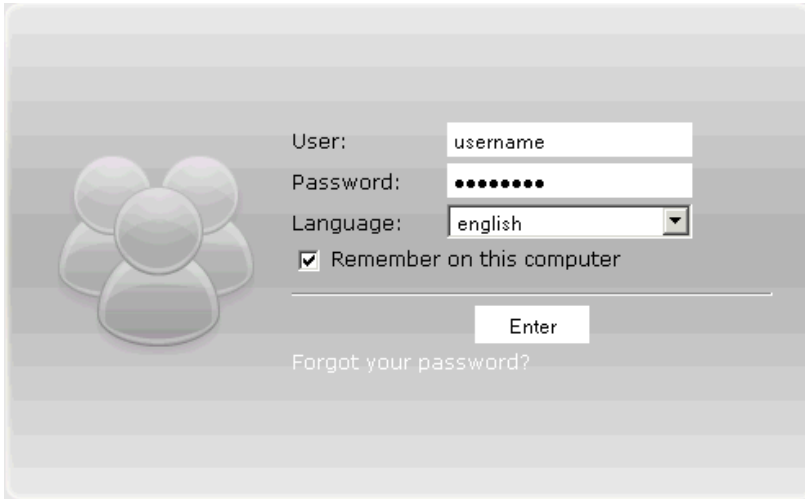 User: username
Password: ●●●●●●●●
Language: english
Remember on this computer
Enter
Forgot your password?